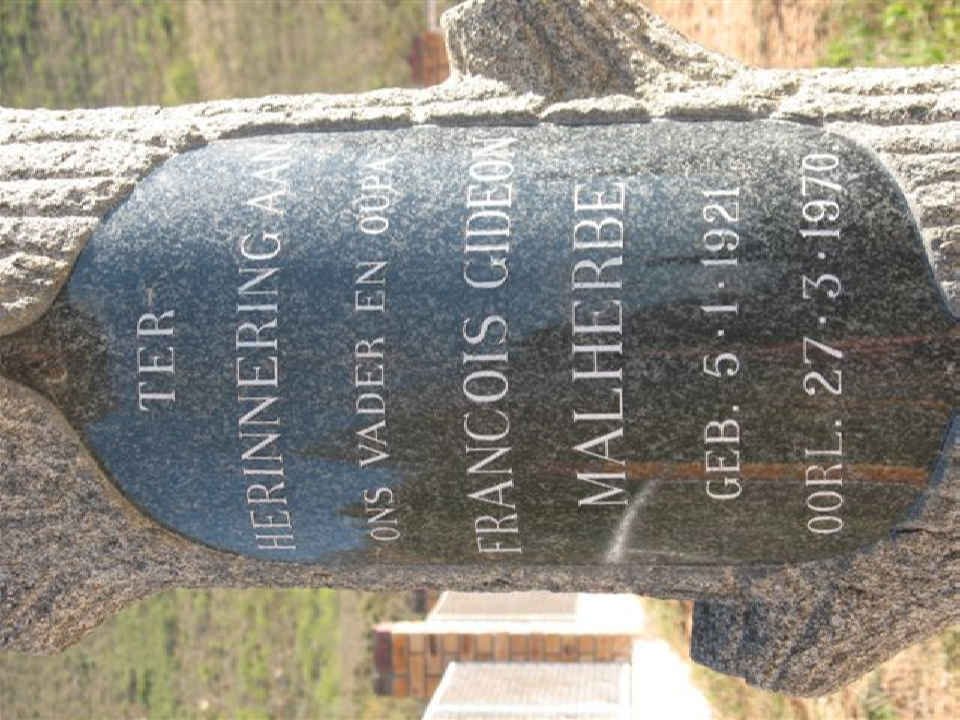 TER-
HERINNERING AAN
ONS VADER EN OUPA
FRANCOIS GIDEON
MALHERBE
GEB. 5·1·1921
OORL. 27·3·1970